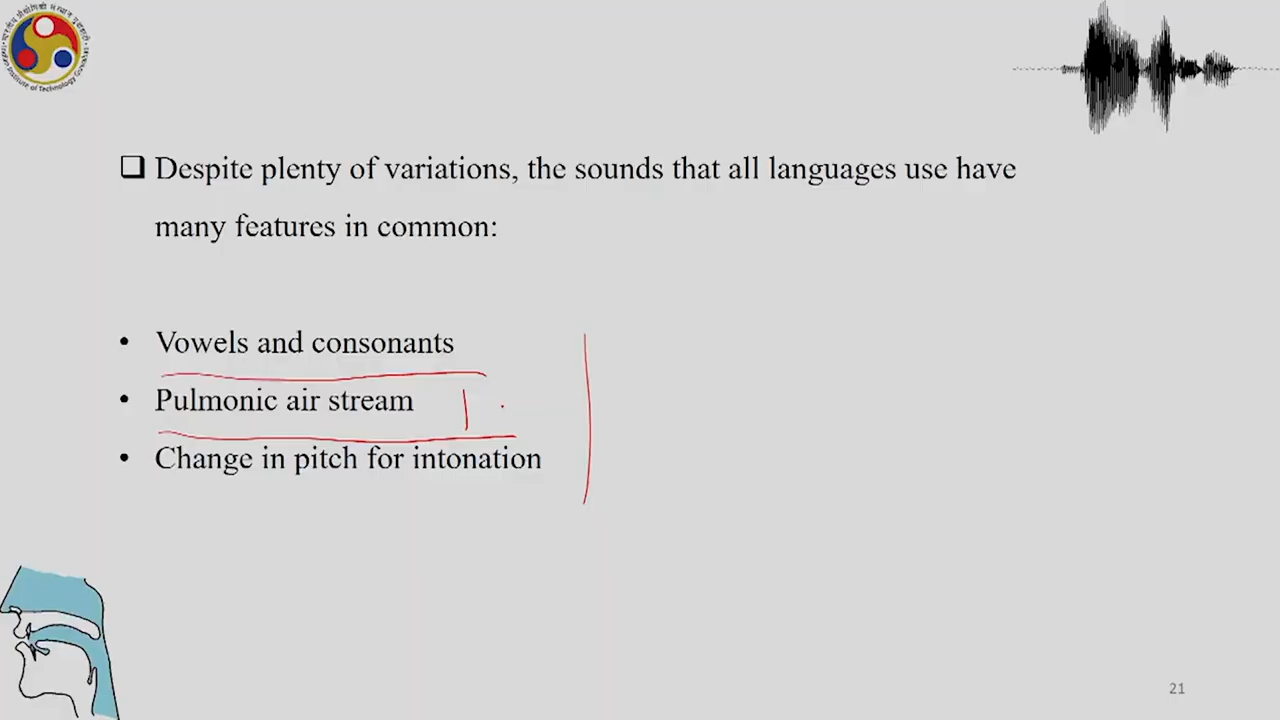 ❑ Despite plenty of variations, the sounds that all languages use have
many features in common:
• Vowels and consonants
• Pulmonic air stream
• Change in pitch for intonation
21